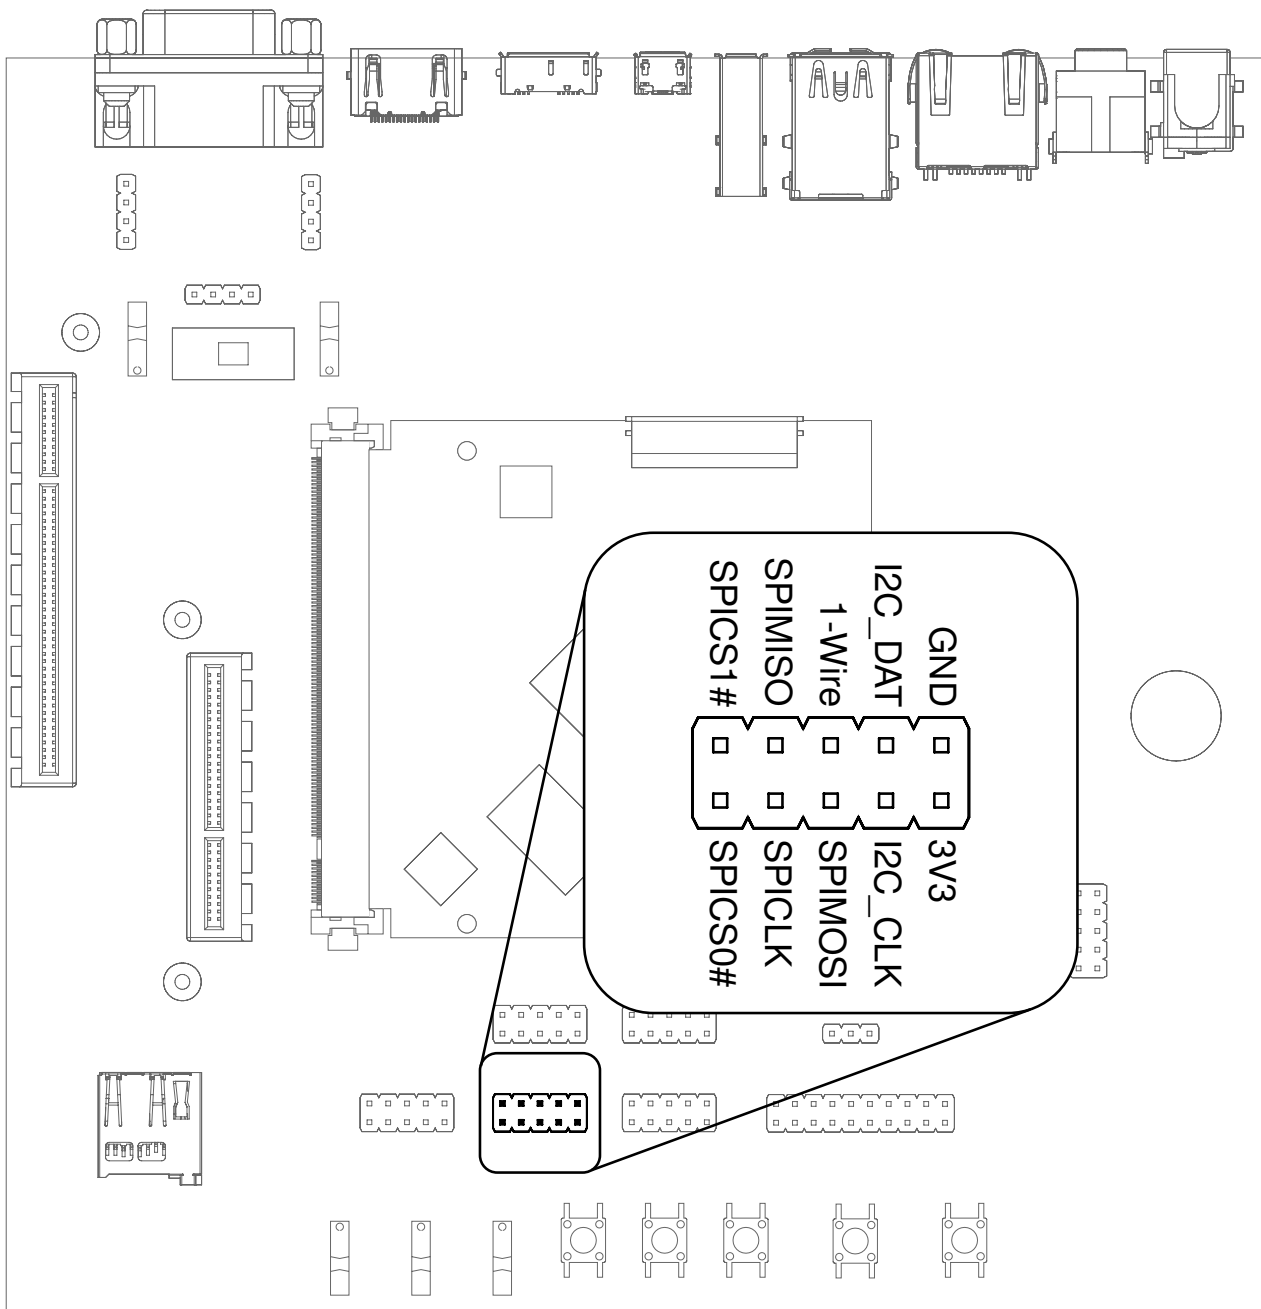 SPICS1#
SPIMISO
1-Wire
I2C_DAT
GND
SPICS0#
SPICLK
SPIMOSI
I2C_CLK
3V3